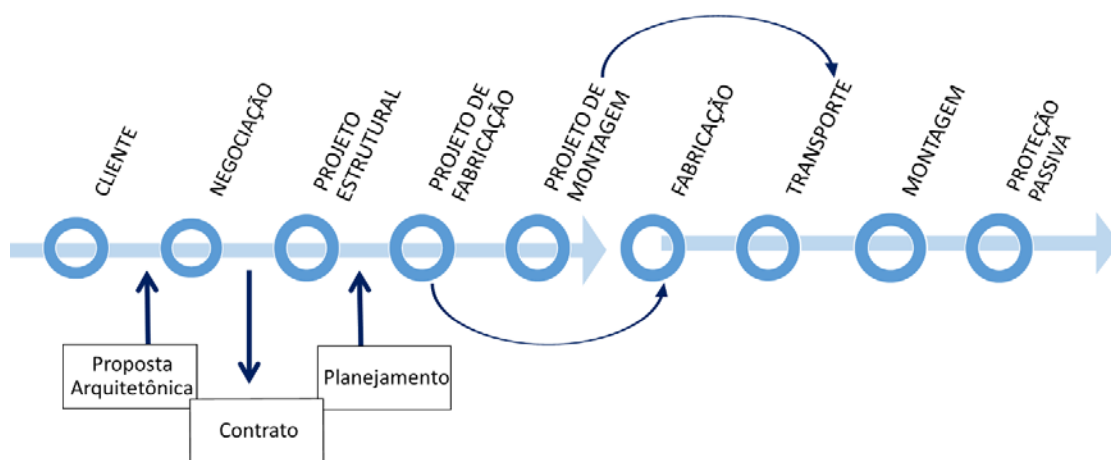 CLIENTE
NEGOCIAÇÃO
PROJETO
ESTRUTURAL
PROJETO DE
FABRICAÇÃO
PROJETO DE
MONTAGEM
FABRICAÇÃO
TRANSPORTE
MONTAGEM
PROTEÇÃO
PASSIVA
Proposta
Arquitetônica
Contrato
Planejamento